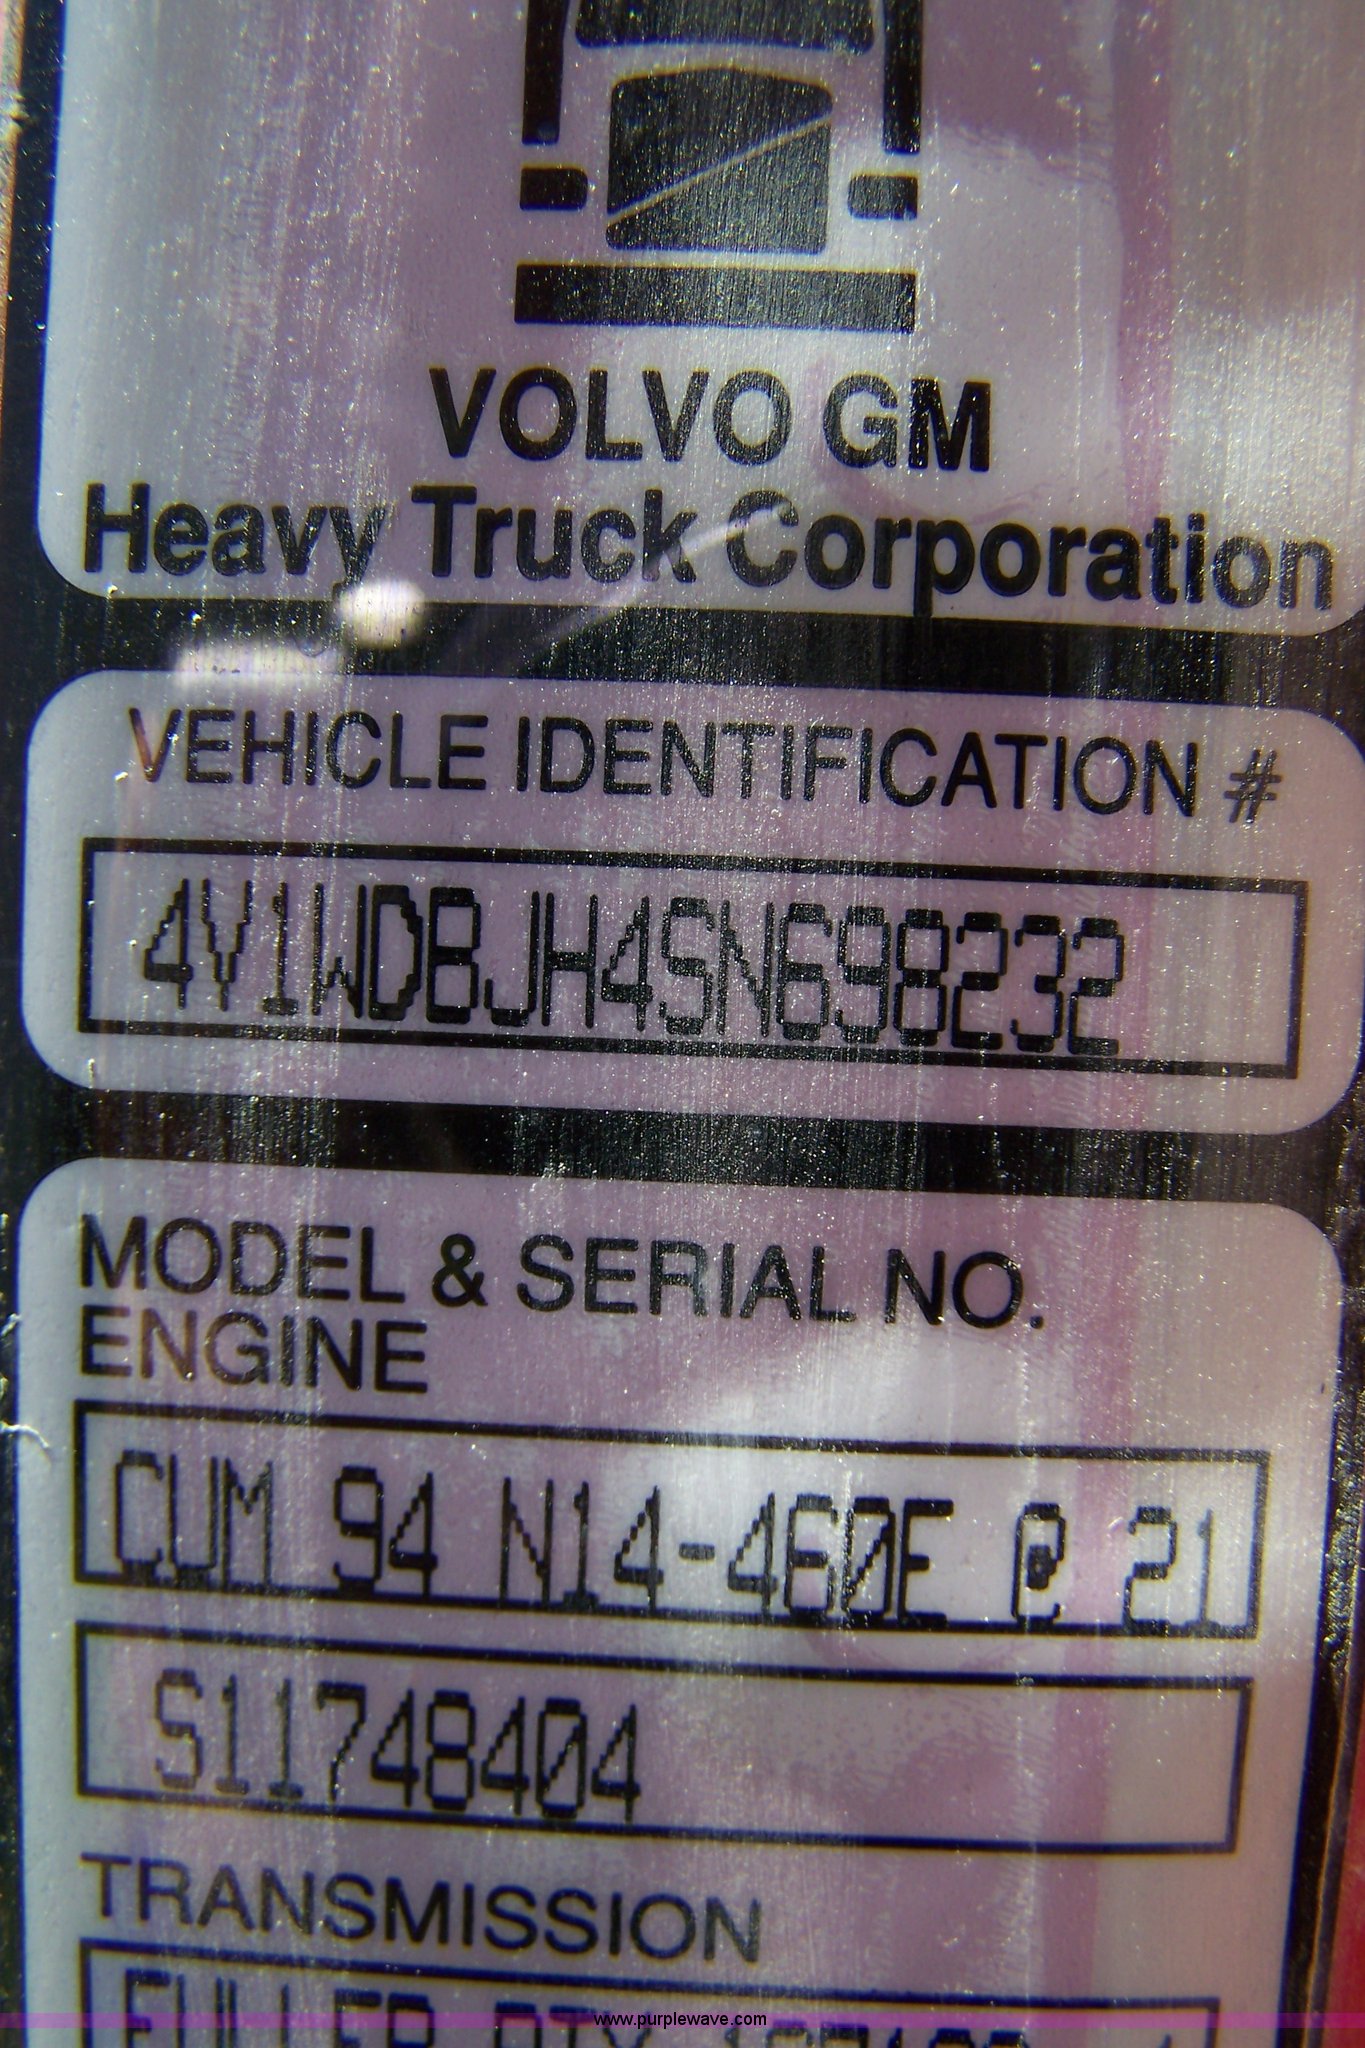 VOLVO GM
Heavy Truck Corporation
VEHICLE IDENTIFICATION #
4V1WDBJH4SN698232
MODEL & SERIAL NO.
ENGINE
CUM 94 N14-460E @ 21
S11748404
TRANSMISSION
FULLER
www.purplewave.com